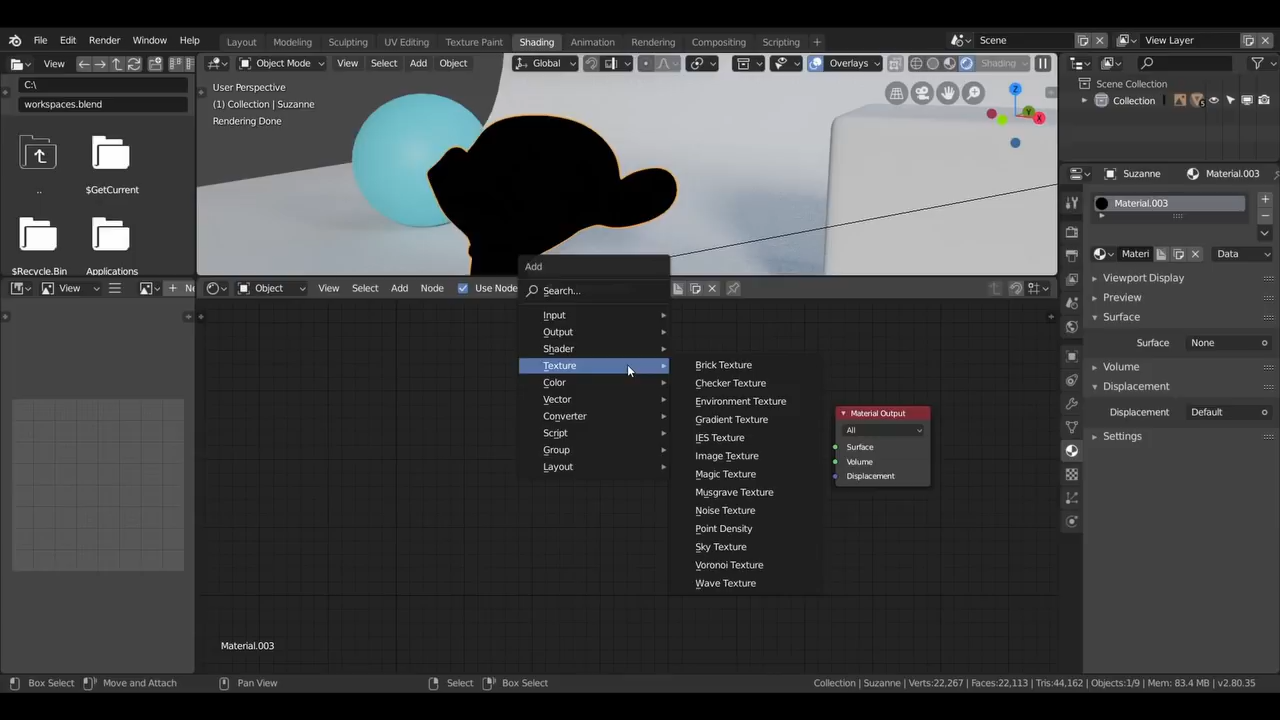 File Edit Render Window Help
Layout Modeling Sculpting UV Editing Texture Paint Shading Animation Rendering Compositing Scripting
Scene
View Layer
View
Object Mode View Select Add Object Global Overlays Shading
C:\
workspaces.blend
..
$GetCurrent
$Recycle.Bin
Applications
User Perspective
(1) Collection | Suzanne
Rendering Done
Z
Y
X
Scene Collection
Collection
Suzanne Material.003
Material.003
Materi Data
Viewport Display
Preview
Surface
Surface None
Volume
Displacement
Displacement Default
Settings
View
Object View Select Add Node Use Node
Add
Search...
Input
Output
Shader
Texture
Color
Vector
Converter
Script
Group
Layout
Brick Texture
Checker Texture
Environment Texture
Gradient Texture
IES Texture
Image Texture
Magic Texture
Musgrave Texture
Noise Texture
Point Density
Sky Texture
Voronoi Texture
Wave Texture
Material Output
All
Surface
Volume
Displacement
Material.003
Box Select Move and Attach Pan View Select Box Select
Collection | Suzanne | Verts:22,267 | Faces:22,113 | Tris:44,162 | Objects:1/9 | Mem: 83.4 MB | v2.80.35